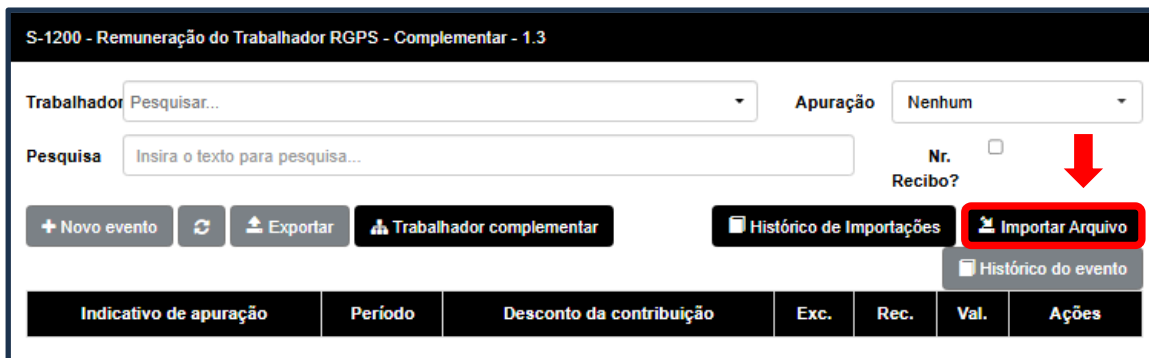 S-1200 - Remuneração do Trabalhador RGPS - Complementar - 1.3
Trabalhador Pesquisar... Apuração Nenhum
Pesquisa Insira o texto para pesquisa... Nr. Recibo?
Novo evento Exportar Trabalhador complementar Histórico de Importações Importar Arquivo
Histórico do evento
Indicativo de apuração Período Desconto da contribuição Exc. Rec. Val. Ações